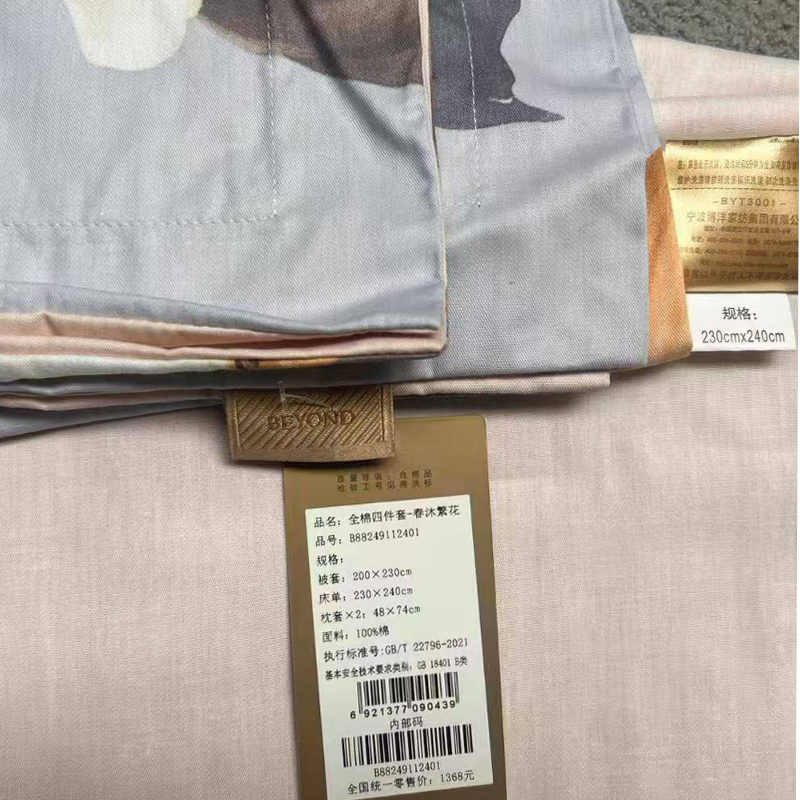 BYT3001
宁波博洋家纺集团有限公
规格：
230cmx240cm
BEYOND
质量等级：合格品
检验工号见荷洗标
品名：全棉四件套-春沐繁花
品号：B88249112401
规格：
被套：200×230cm
床单：230×240cm
枕套×2；48×74cm
面料：100%棉
执行标准号:GB/T 22796-2021
基本安全技术要求类别：GB 18401 B类
6 921377 090439
内部码
B88249112401
全国统一零售价：1368元